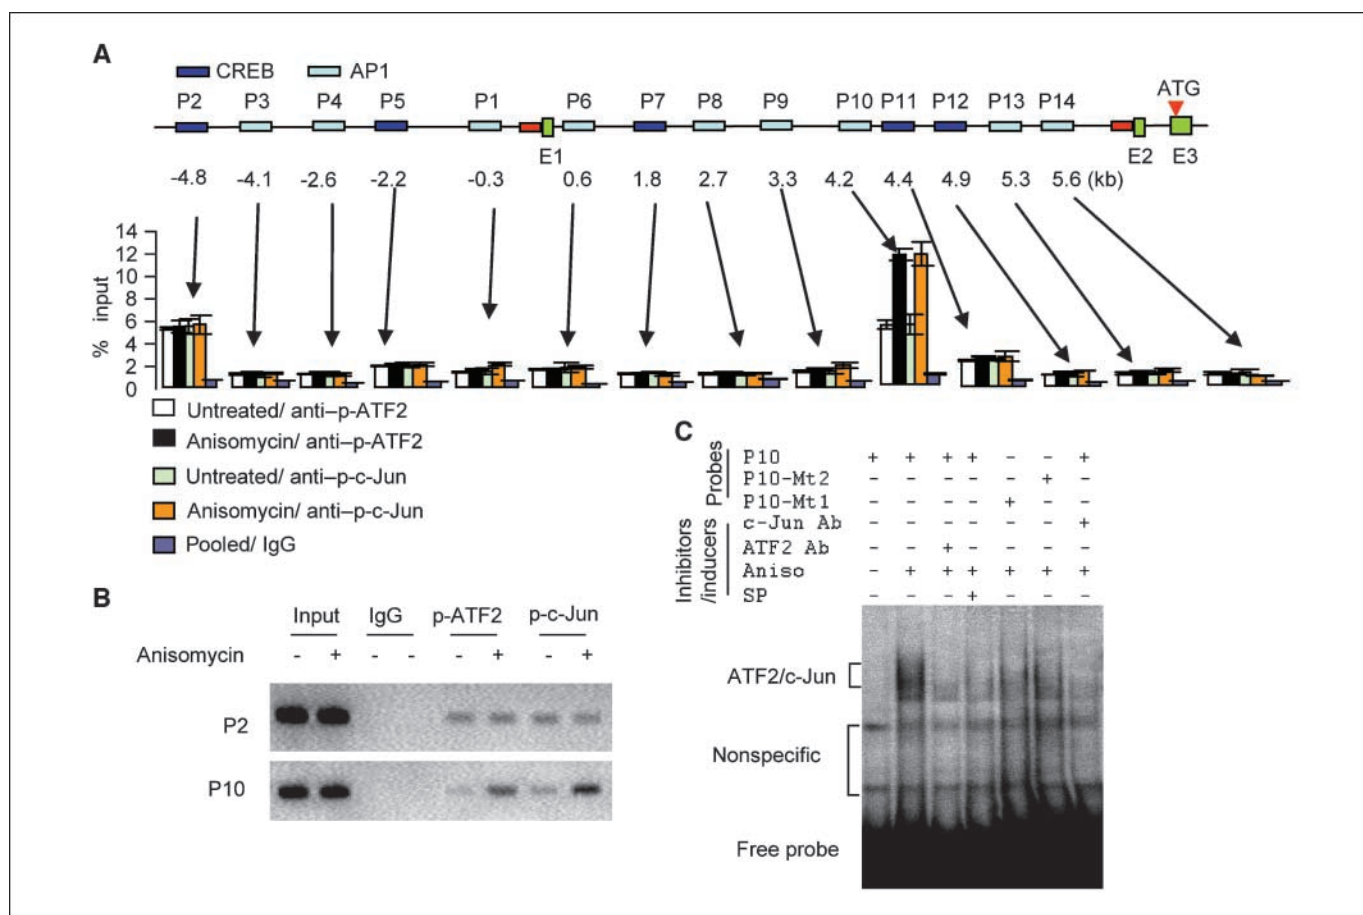 A
CREB AP1
P2 P3 P4 P5 P1 P6 P7 P8 P9 P10 P11 P12 P13 P14 ATG
E1 E2 E3
-4.8 -4.1 -2.6 -2.2 -0.3 0.6 1.8 2.7 3.3 4.2 4.4 4.9 5.3 5.6 (kb)
% input
14
12
10
8
6
4
2
0
Untreated/ anti–p-ATF2
Anisomycin/ anti–p-ATF2
Untreated/ anti–p-c-Jun
Anisomycin/ anti–p-c-Jun
Pooled/ IgG
B
Input IgG p-ATF2 p-c-Jun
Anisomycin - + - - - + - +
P2
P10
C
Probes
P10 + + + + – – +
P10-Mt2 – – – – – + –
P10-Mt1 – – – – + – –
Inhibitors /inducers
c-Jun Ab – – – – – – +
ATF2 Ab – – + – – – –
Aniso – + + + + + +
SP – – – + – – –
ATF2/c-Jun
Nonspecific
Free probe